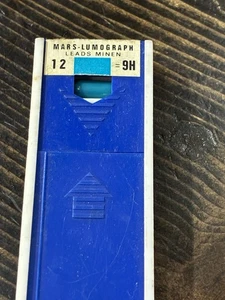 MARS-LUMOGRAPH
LEADS MINEN
12 = 9H